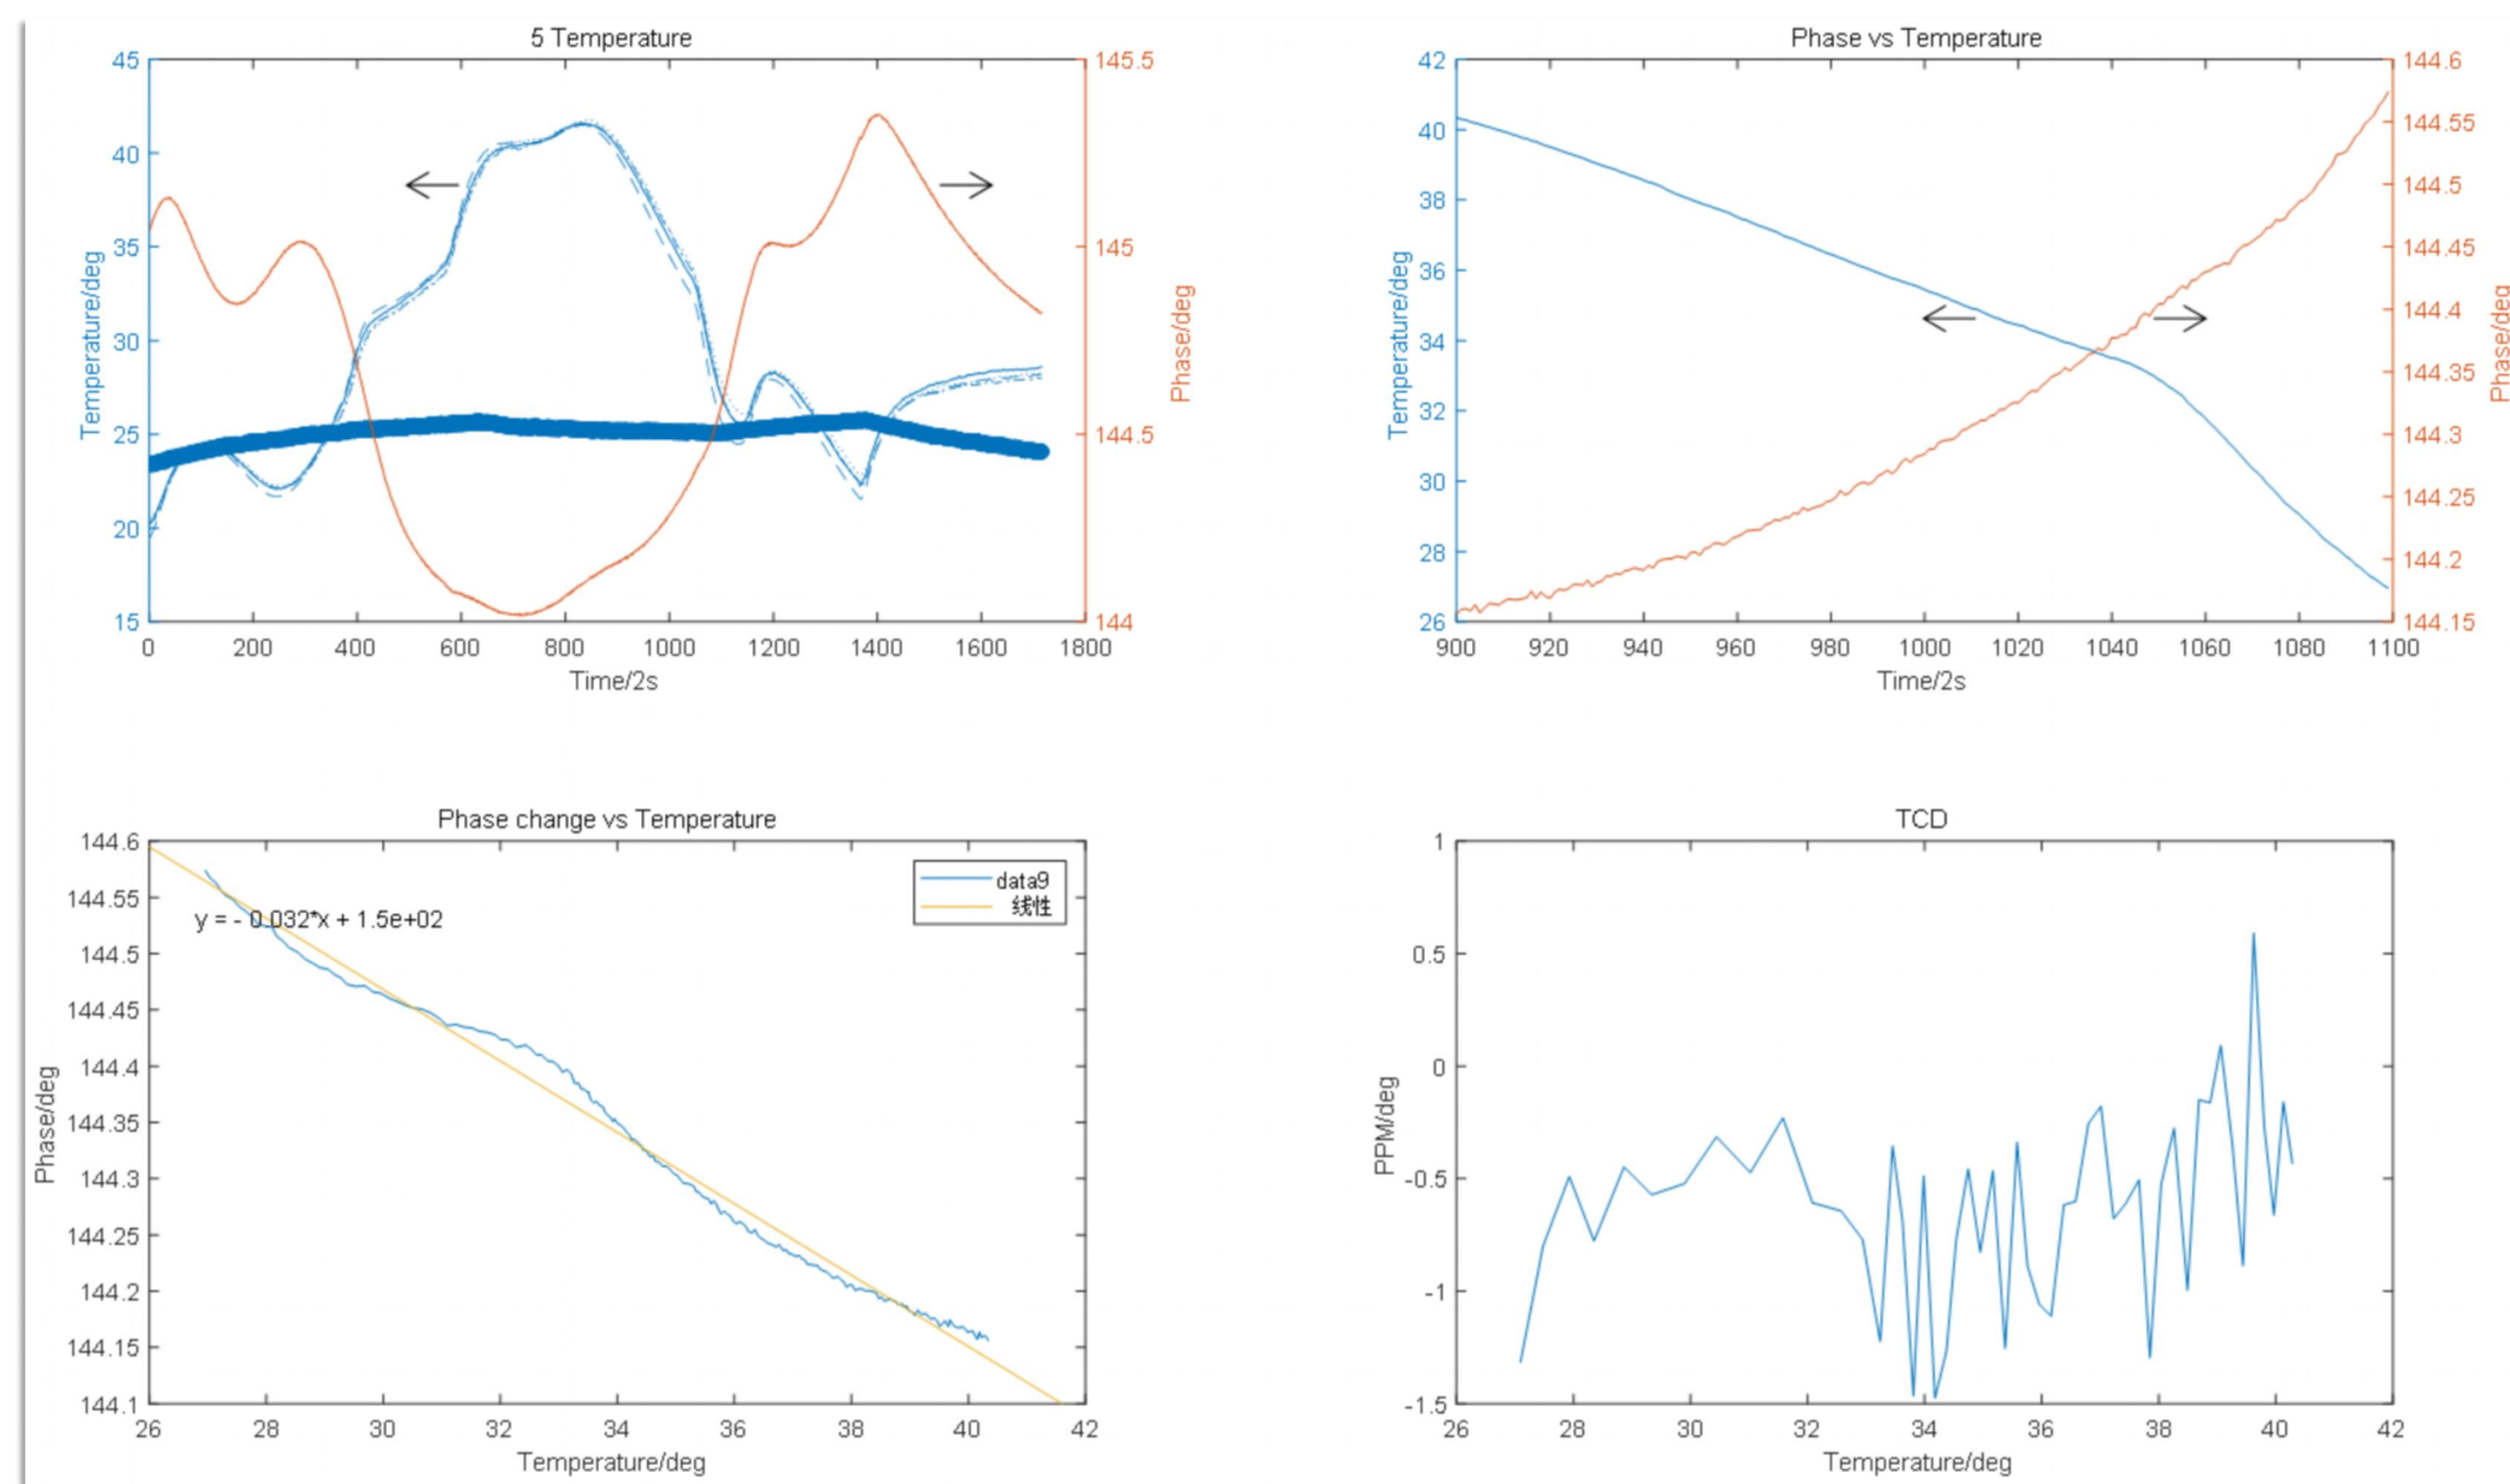 5 Temperature
45
40
35
30
25
20
15
Temperature/deg
145.5
145
144.5
144
Phase/deg
0 200 400 600 800 1000 1200 1400 1600 1800
Time/2s
Phase vs Temperature
42
40
38
36
34
32
30
28
26
Temperature/deg
144.6
144.55
144.5
144.45
144.4
144.35
144.3
144.25
144.2
144.15
Phase/deg
900 920 940 960 980 1000 1020 1040 1060 1080 1100
Time/2s
Phase change vs Temperature
144.6
144.55
144.5
144.45
144.4
144.35
144.3
144.25
144.2
144.15
144.1
Phase/deg
y = - 0.032*x + 1.5e+02
data9
线性
26 28 30 32 34 36 38 40 42
Temperature/deg
TCD
1
0.5
0
-0.5
-1
-1.5
PPM/deg
26 28 30 32 34 36 38 40 42
Temperature/deg